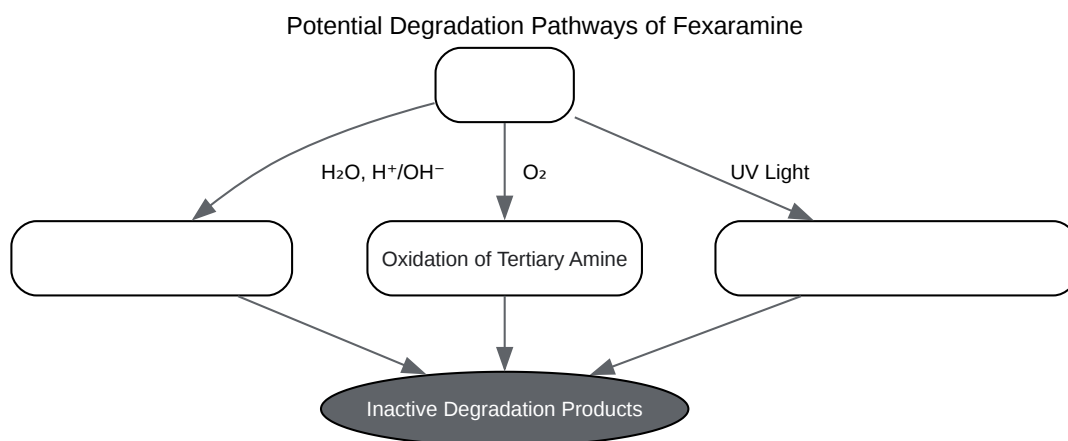 Potential Degradation Pathways of Fexaramine
H₂O, H⁺/OH⁻
O₂
UV Light
Oxidation of Tertiary Amine
Inactive Degradation Products